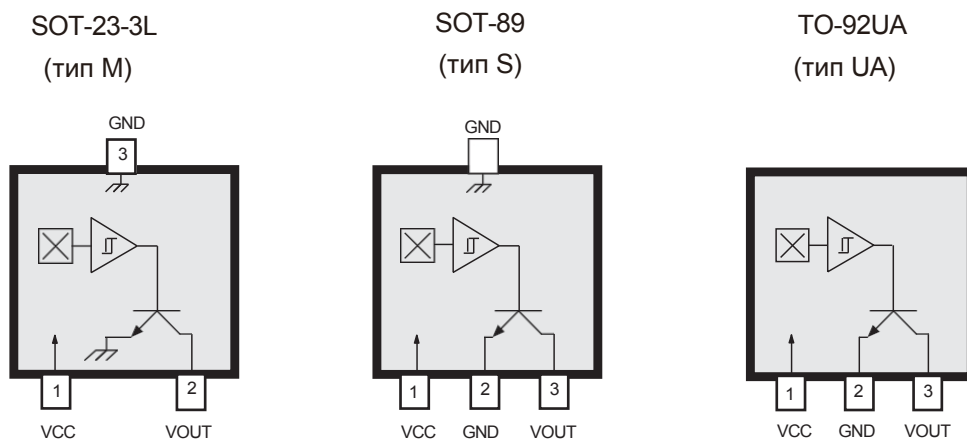 SOT-23-3L
(тип M)
SOT-89
(тип S)
TO-92UA
(тип UA)
GND
3
1
2
VCC
VOUT
GND
1
2
3
VCC
GND
VOUT
1
2
3
VCC
GND
VOUT